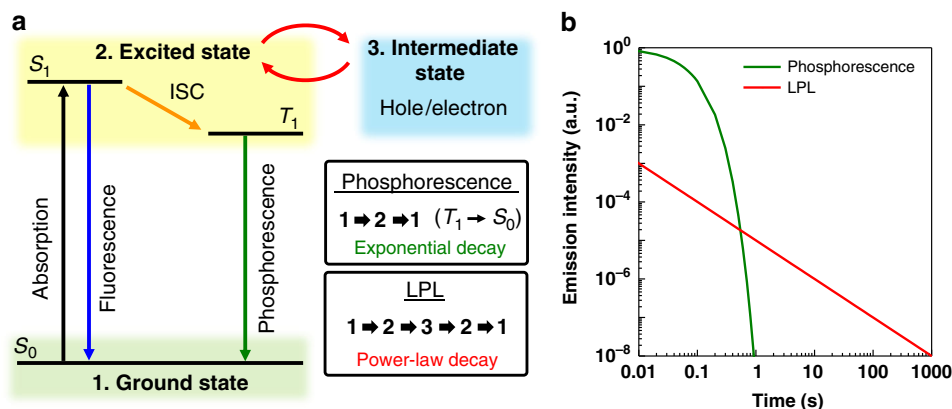 a
2. Excited state
3. Intermediate
state
Hole/electron
S1
ISC
T1
Absorption
Fluorescence
Phosphorescence
S0
1. Ground state
Phosphorescence
1 ➡ 2 ➡ 1 (T1 → S0)
Exponential decay
LPL
1 ➡ 2 ➡ 3 ➡ 2 ➡ 1
Power-law decay
b
Phosphorescence
LPL
Emission intensity (a.u.)
10^0
10^−2
10^−4
10^−6
10^−8
0.01 0.1 1 10 100 1000
Time (s)